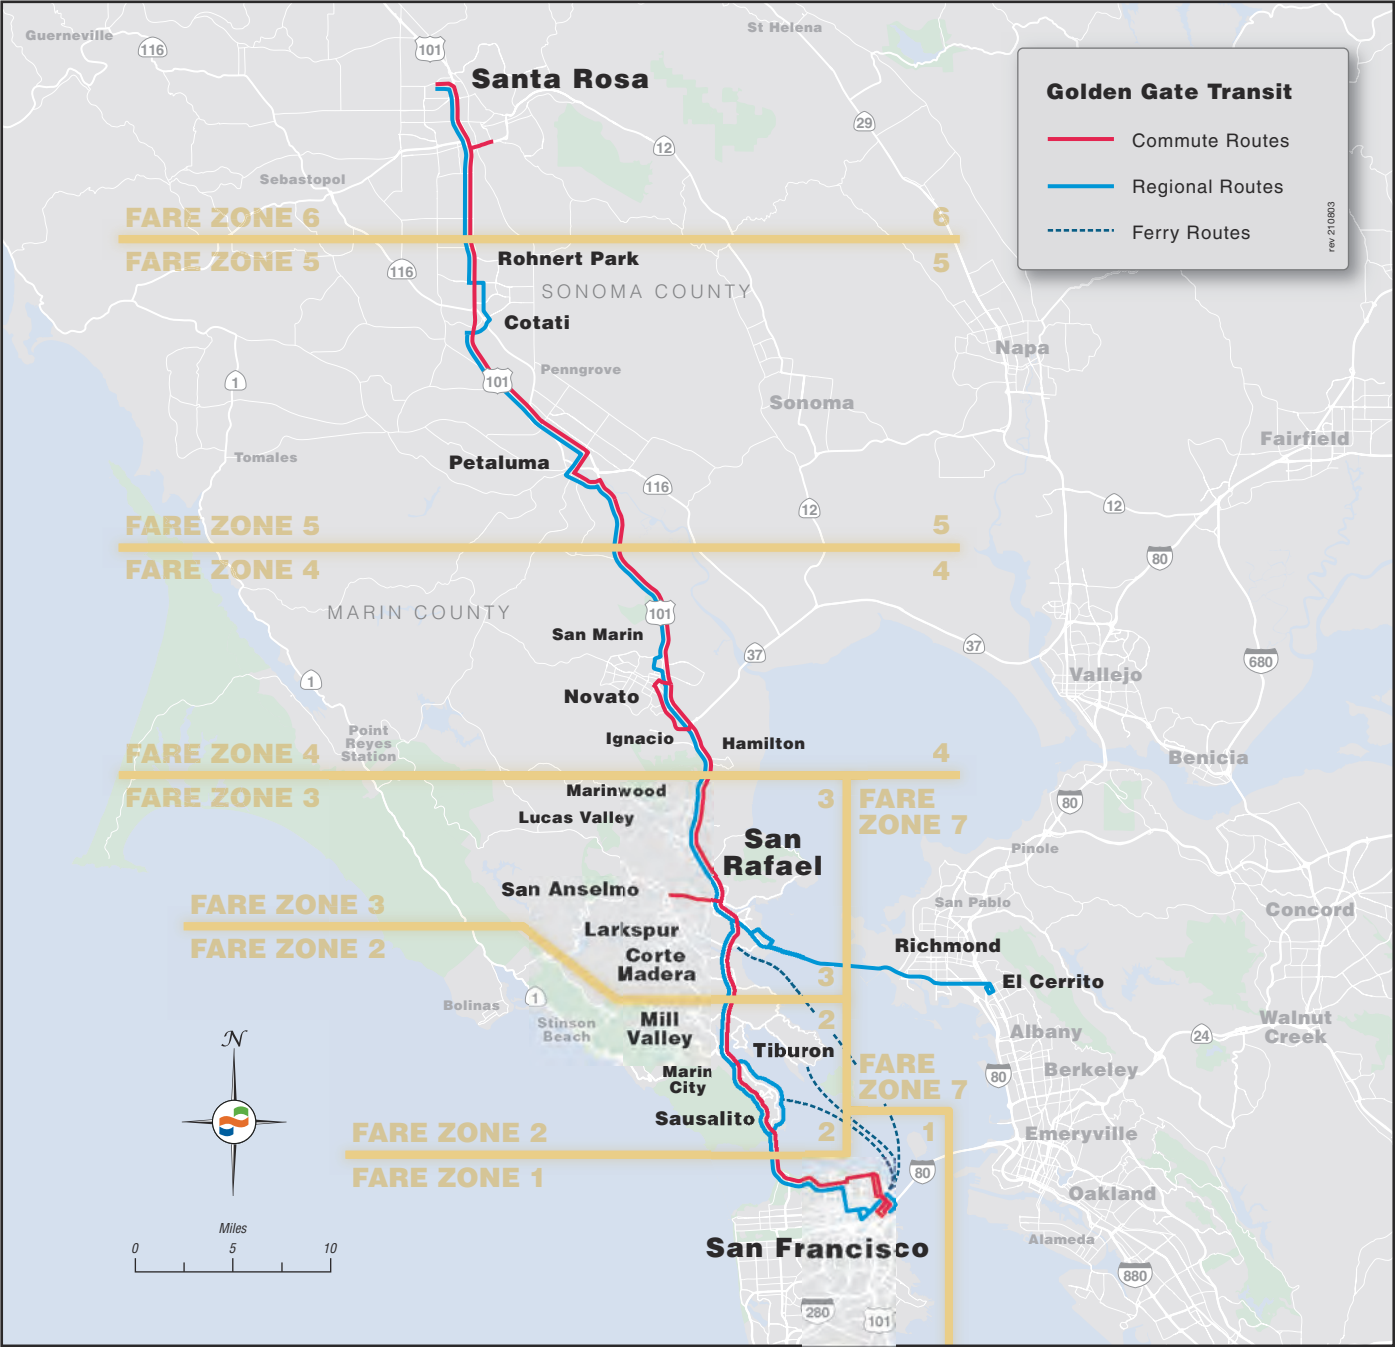 Guerneville
116
101
St Helena
Santa Rosa
Golden Gate Transit
Commute Routes
Regional Routes
Ferry Routes
rev 210803
29
12
Sebastopol
FARE ZONE 6
6
FARE ZONE 5
5
Rohnert Park
116
SONOMA COUNTY
Cotati
Napa
1
101
Penngrove
Sonoma
Fairfield
Tomales
Petaluma
116
12
12
FARE ZONE 5
5
80
FARE ZONE 4
4
MARIN COUNTY
101
San Marin
37
37
680
1
Vallejo
Novato
Point
Reyes
Station
Ignacio
Hamilton
FARE ZONE 4
4
Benicia
Marinwood
FARE ZONE 3
3
FARE
ZONE 7
80
Lucas Valley
San
Rafael
Pinole
San Anselmo
FARE ZONE 3
San Pablo
Concord
Larkspur
FARE ZONE 2
Richmond
Corte
Madera
3
El Cerrito
Bolinas
1
Stinson
Beach
Mill
Valley
2
Albany
24
Walnut
Creek
N
Tiburon
Marin
City
FARE
ZONE 7
80
Berkeley
Sausalito
FARE ZONE 2
2
1
Emeryville
FARE ZONE 1
80
Oakland
Miles
0 5 10
San Francisco
Alameda
880
280
101